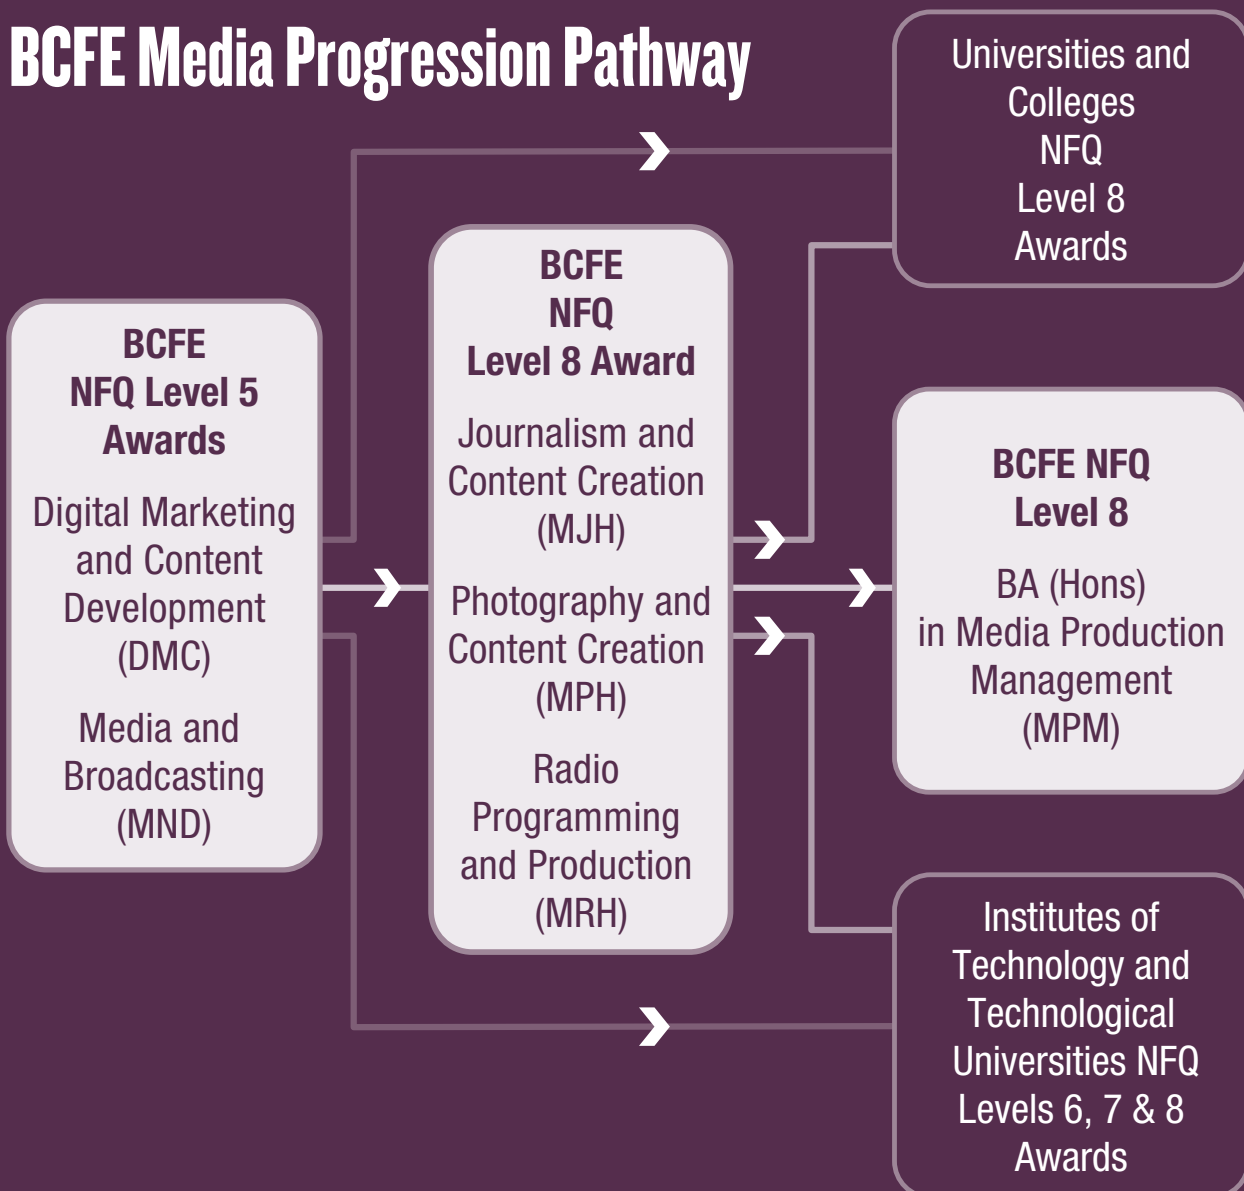 BCFE Media Progression Pathway
BCFE
NFQ Level 5
Awards
Digital Marketing
and Content
Development
(DMC)
Media and
Broadcasting
(MND)
BCFE
NFQ
Level 8 Award
Journalism and
Content Creation
(MJH)
Photography and
Content Creation
(MPH)
Radio
Programming
and Production
(MRH)
Universities and
Colleges
NFQ
Level 8
Awards
BCFE NFQ
Level 8
BA (Hons)
in Media Production
Management
(MPM)
Institutes of
Technology and
Technological
Universities NFQ
Levels 6, 7 & 8
Awards